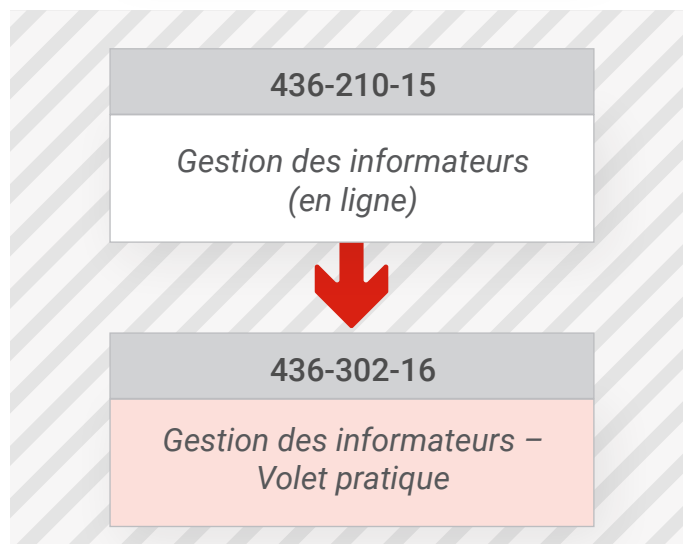 436-210-15
Gestion des informateurs
(en ligne)
436-302-16
Gestion des informateurs –
Volet pratique